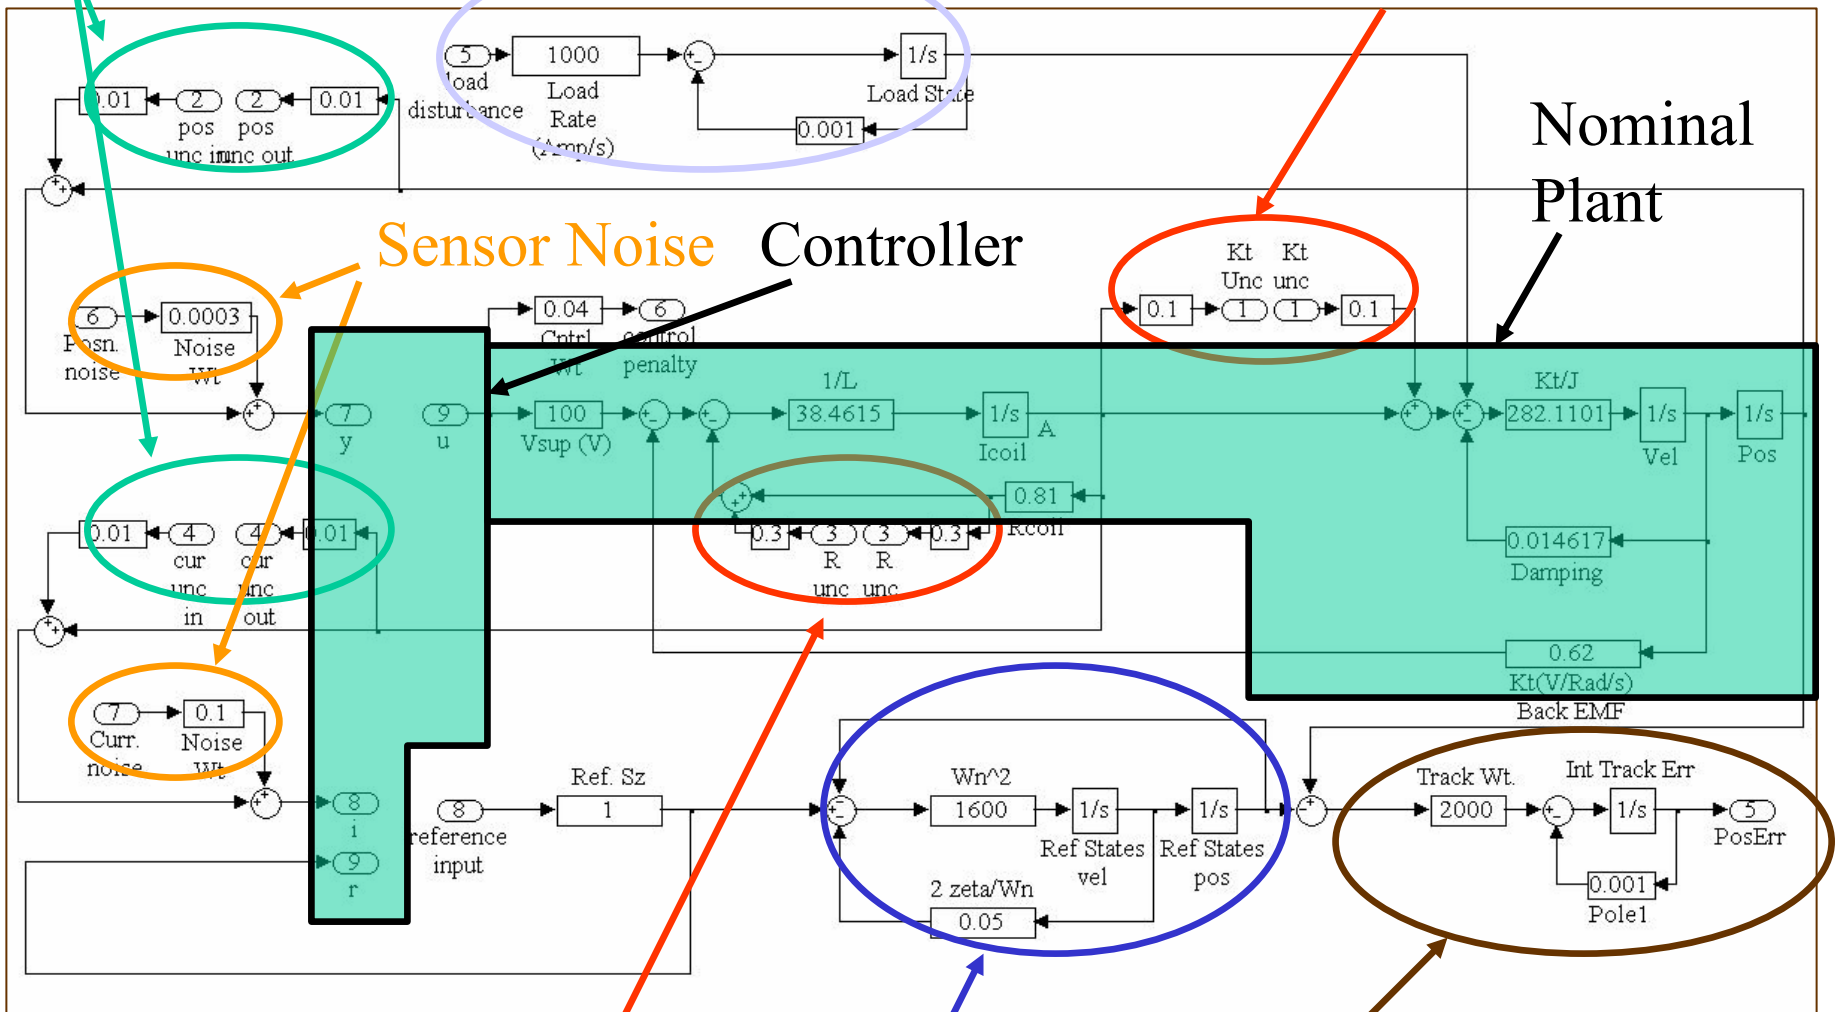 5
1000
1/s
load
disturbance
Load
Rate
(Amp/s)
Load State
0.001
0.01
2
2
0.01
pos
pos
unc in
unc out
Nominal
Plant
Sensor Noise
Controller
Kt
Kt
Unc
unc
0.1
1
1
0.1
6
0.0003
Posn.
noise
Noise
Wt
0.04
6
Cntrl
Wt
control
penalty
1/L
Kt/J
7
y
9
u
100
Vsup (V)
38.4615
1/s
A
Icoil
282.1101
1/s
Vel
1/s
Pos
0.81
Rcoil
0.01
4
4
0.01
cur
unc
in
cur
unc
out
0.3
3
3
0.3
R
unc
R
unc
0.014617
Damping
0.62
Kt(V/Rad/s)
Back EMF
7
0.1
Curr.
noise
Noise
Wt
8
i
9
r
8
reference
input
Ref. Sz
1
Wn^2
1600
1/s
1/s
Ref States
vel
Ref States
pos
2 zeta/Wn
0.05
Track Wt.
2000
Int Track Err
1/s
5
PosErr
0.001
Pole1